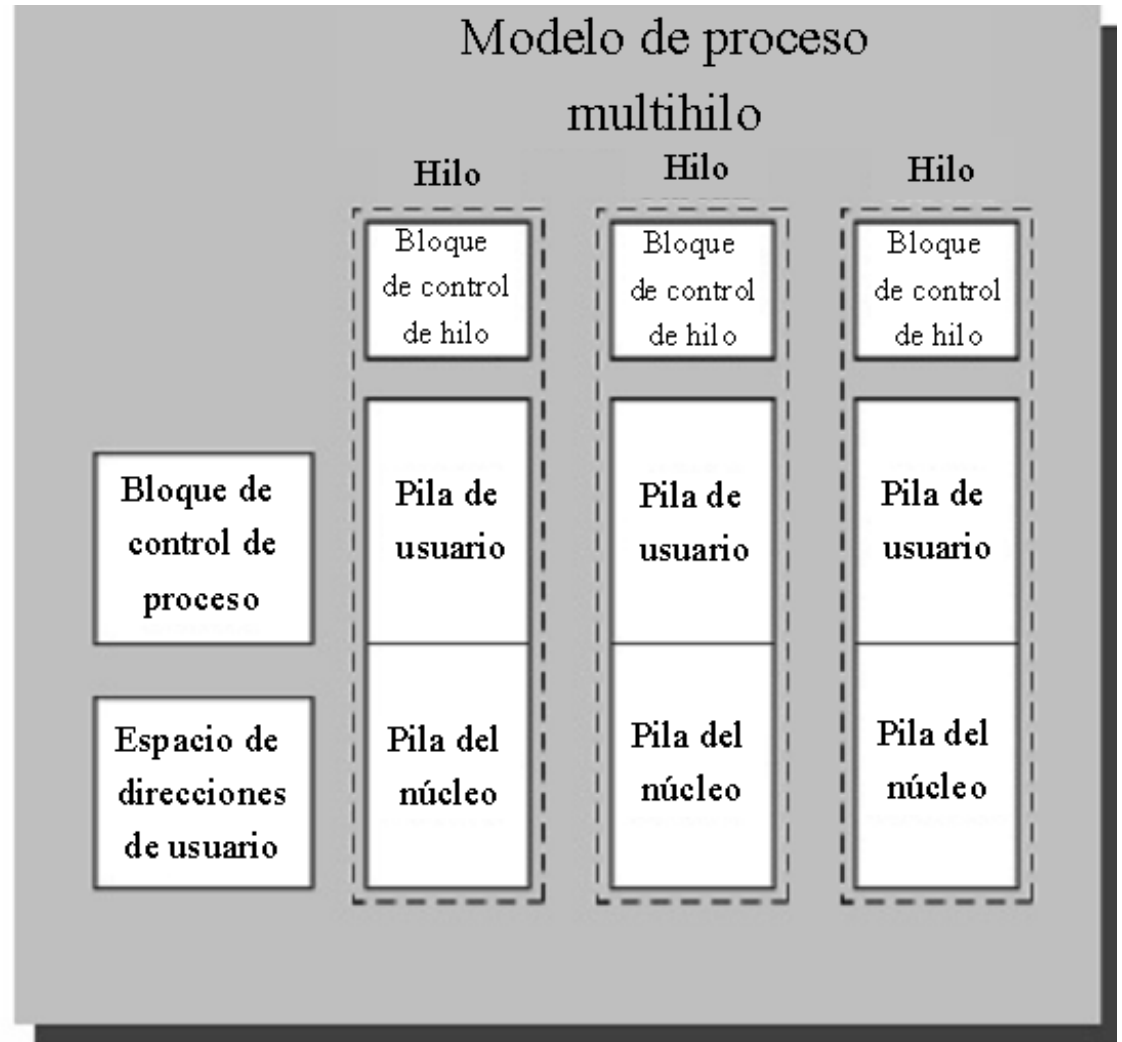 Modelo de proceso
multihilo
Hilo
Hilo
Hilo
Bloque
de control
de hilo
Bloque
de control
de hilo
Bloque
de control
de hilo
Bloque de
control de
proceso
Pila de
usuario
Pila de
usuario
Pila de
usuario
Espacio de
direcciones
de usuario
Pila del
núcleo
Pila del
núcleo
Pila del
núcleo